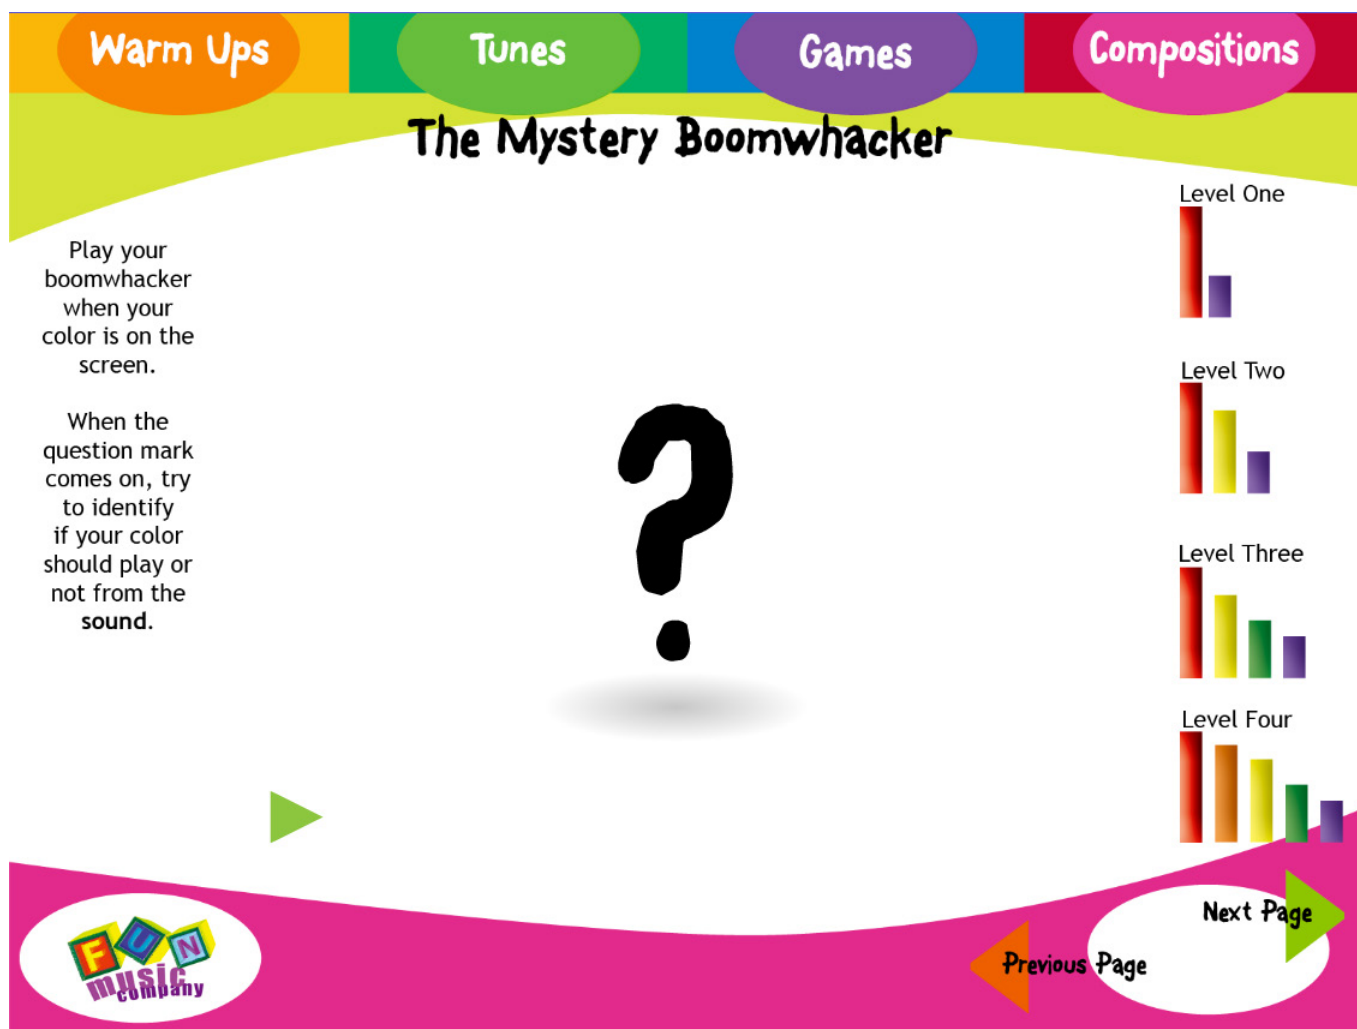 Warm Ups
Tunes
Games
Compositions
The Mystery Boomwhacker
Play your
boomwhacker
when your
color is on the
screen.
When the
question mark
comes on, try
to identify
if your color
should play or
not from the
sound.
?
Level One
Level Two
Level Three
Level Four
FUN
music
company
Previous Page
Next Page